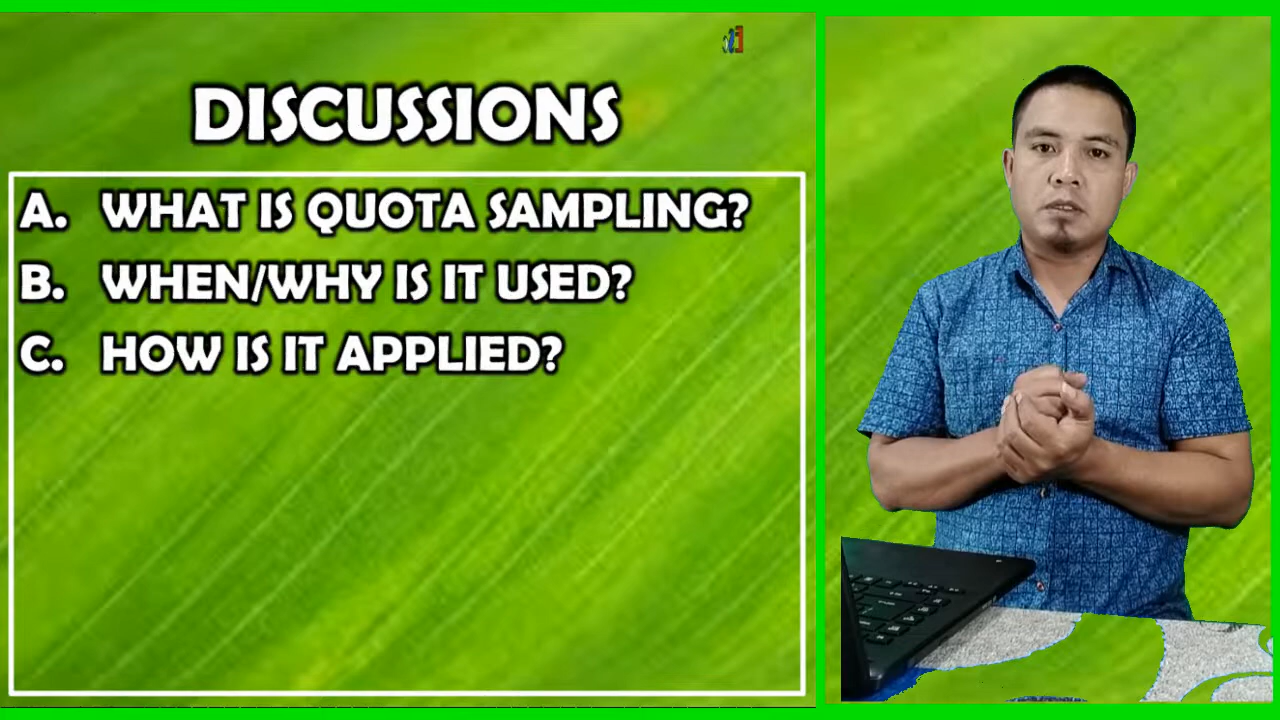 DISCUSSIONS
A. WHAT IS QUOTA SAMPLING?
B. WHEN/WHY IS IT USED?
C. HOW IS IT APPLIED?